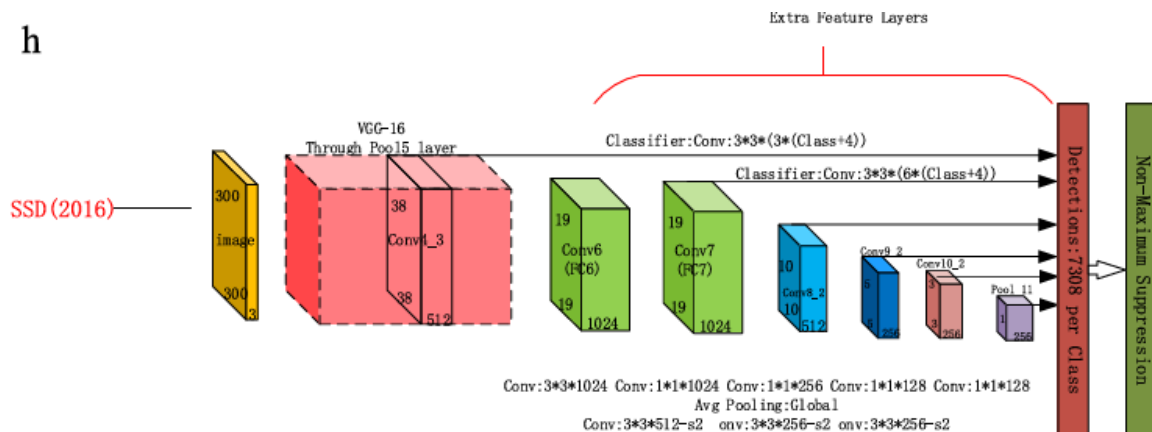 h
Extra Feature Layers
VGG-16
Through Pool5 layer
Classifier:Conv:3*3*(3*(Class+4))
Classifier:Conv:3*3*(6*(Class+4))
SSD(2016)
300
image
300
3
38
Conv4_3
38
512
19
Conv6
(FC6)
19
1024
19
Conv7
(FC7)
19
1024
10
Conv8_2
10
512
Conv9_2
5
5
256
Conv10_2
3
3
256
Pool 11
1
256
Detections:7308 per Class
Non-Maximum Suppression
Conv:3*3*1024 Conv:1*1*1024 Conv:1*1*256 Conv:1*1*128 Conv:1*1*128
Avg Pooling:Global
Conv:3*3*512-s2 onv:3*3*256-s2 onv:3*3*256-s2